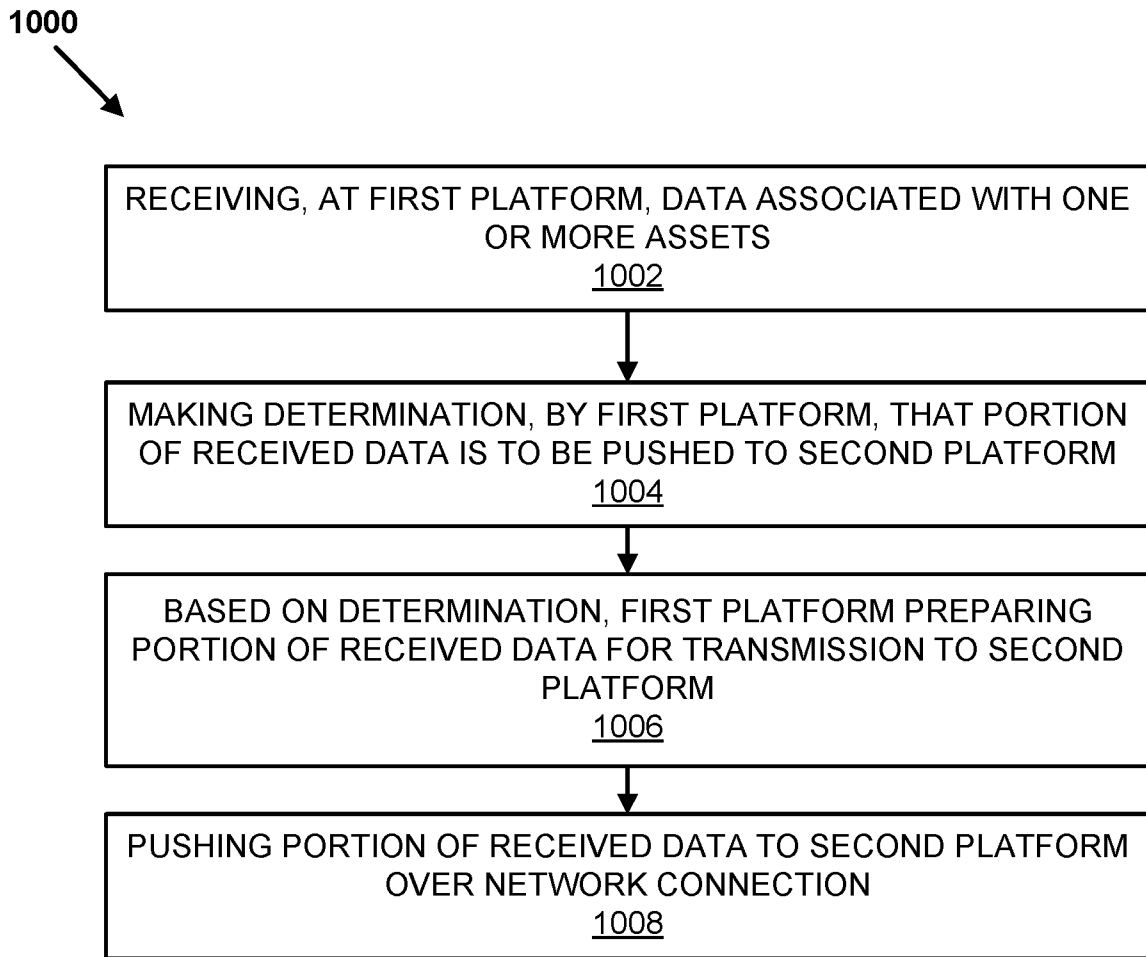 1000
RECEIVING, AT FIRST PLATFORM, DATA ASSOCIATED WITH ONE
OR MORE ASSETS
1002
MAKING DETERMINATION, BY FIRST PLATFORM, THAT PORTION
OF RECEIVED DATA IS TO BE PUSHED TO SECOND PLATFORM
1004
BASED ON DETERMINATION, FIRST PLATFORM PREPARING
PORTION OF RECEIVED DATA FOR TRANSMISSION TO SECOND
PLATFORM
1006
PUSHING PORTION OF RECEIVED DATA TO SECOND PLATFORM
OVER NETWORK CONNECTION
1008